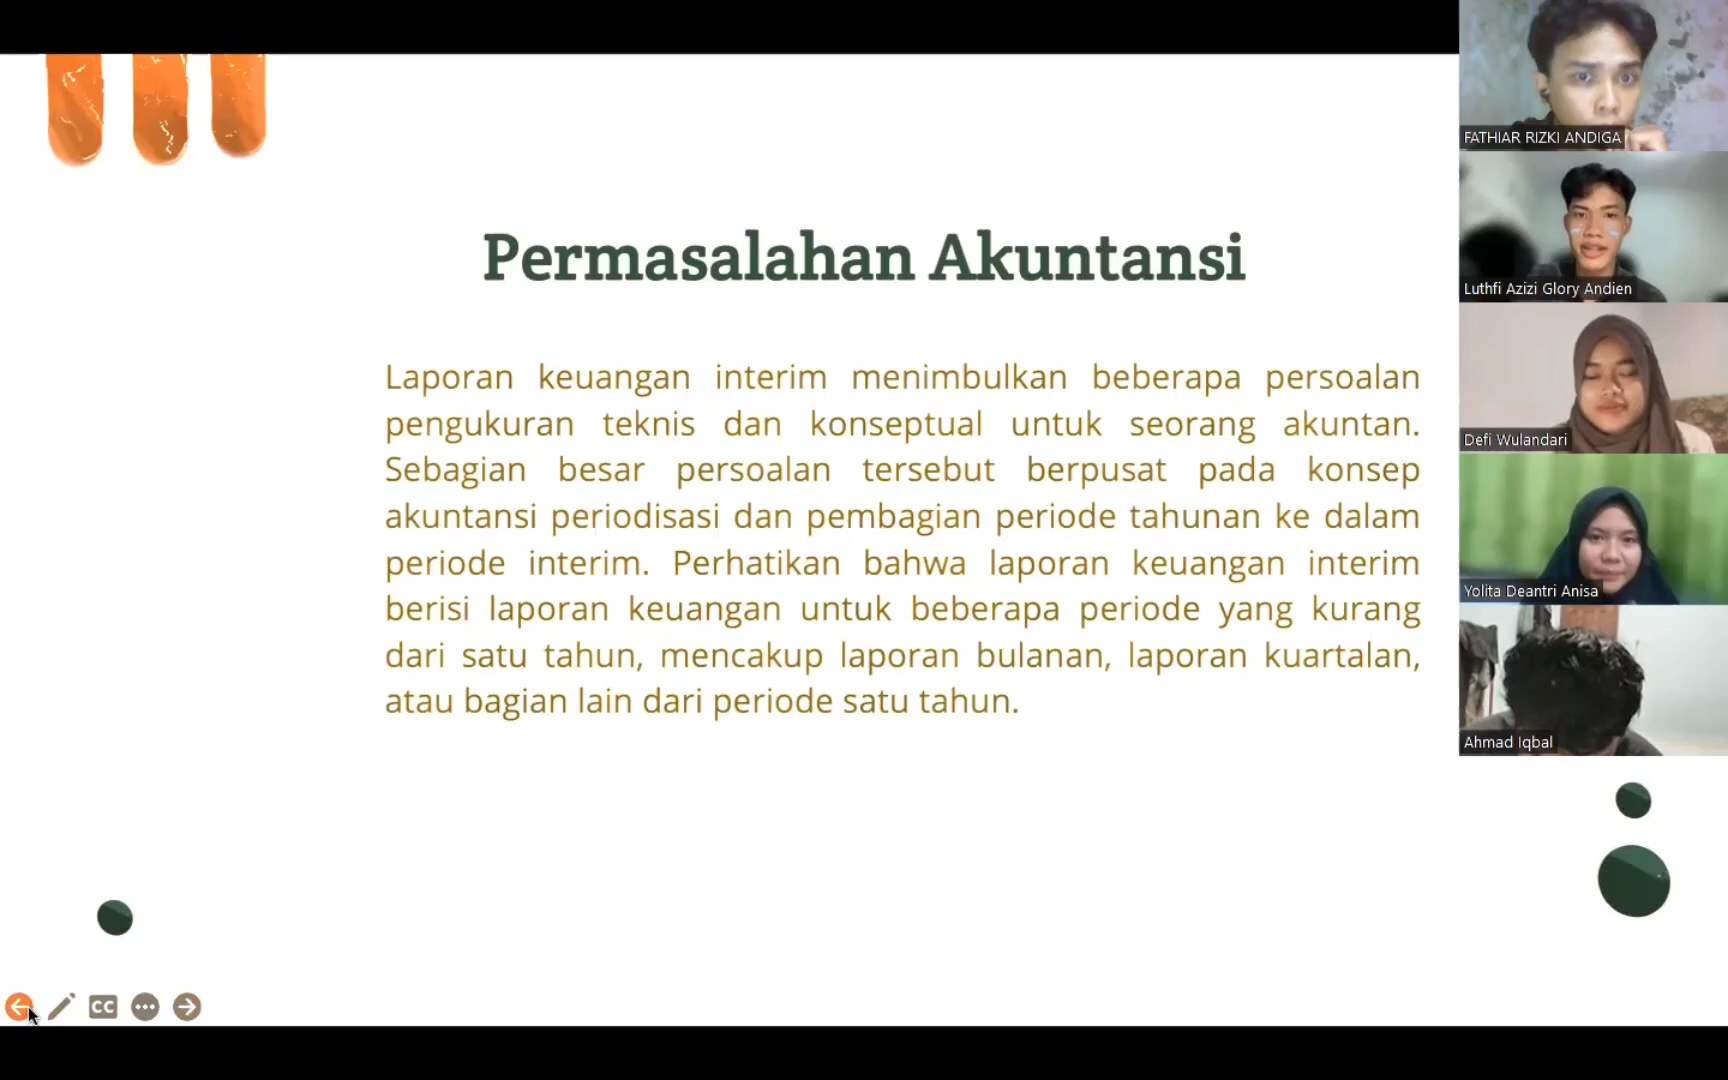 Permasalahan Akuntansi
Laporan keuangan interim menimbulkan beberapa persoalan
pengukuran teknis dan konseptual untuk seorang akuntan.
Sebagian besar persoalan tersebut berpusat pada konsep
akuntansi periodisasi dan pembagian periode tahunan ke dalam
periode interim. Perhatikan bahwa laporan keuangan interim
berisi laporan keuangan untuk beberapa periode yang kurang
dari satu tahun, mencakup laporan bulanan, laporan kuartalan,
atau bagian lain dari periode satu tahun.
FATHIAR RIZKI ANDIGA
Luthfi Azizi Glory Andien
Defi Wulandari
Yolita Deantri Anisa
Ahmad Iqbal
CC